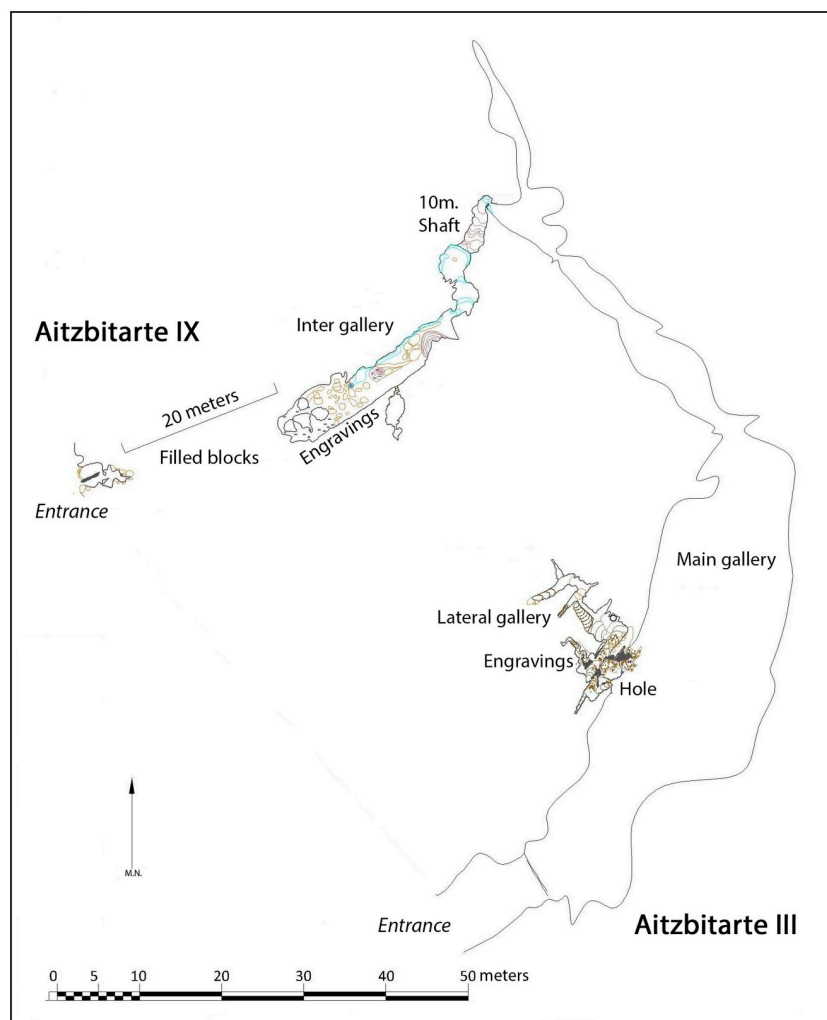 10m.
Shaft
Inter gallery
Aitzbitarte IX
20 meters
Engravings
Filled blocks
Entrance
Main gallery
Lateral gallery
Engravings
Hole
M.N.
Entrance
Aitzbitarte III
0 5 10 20 30 40 50 meters